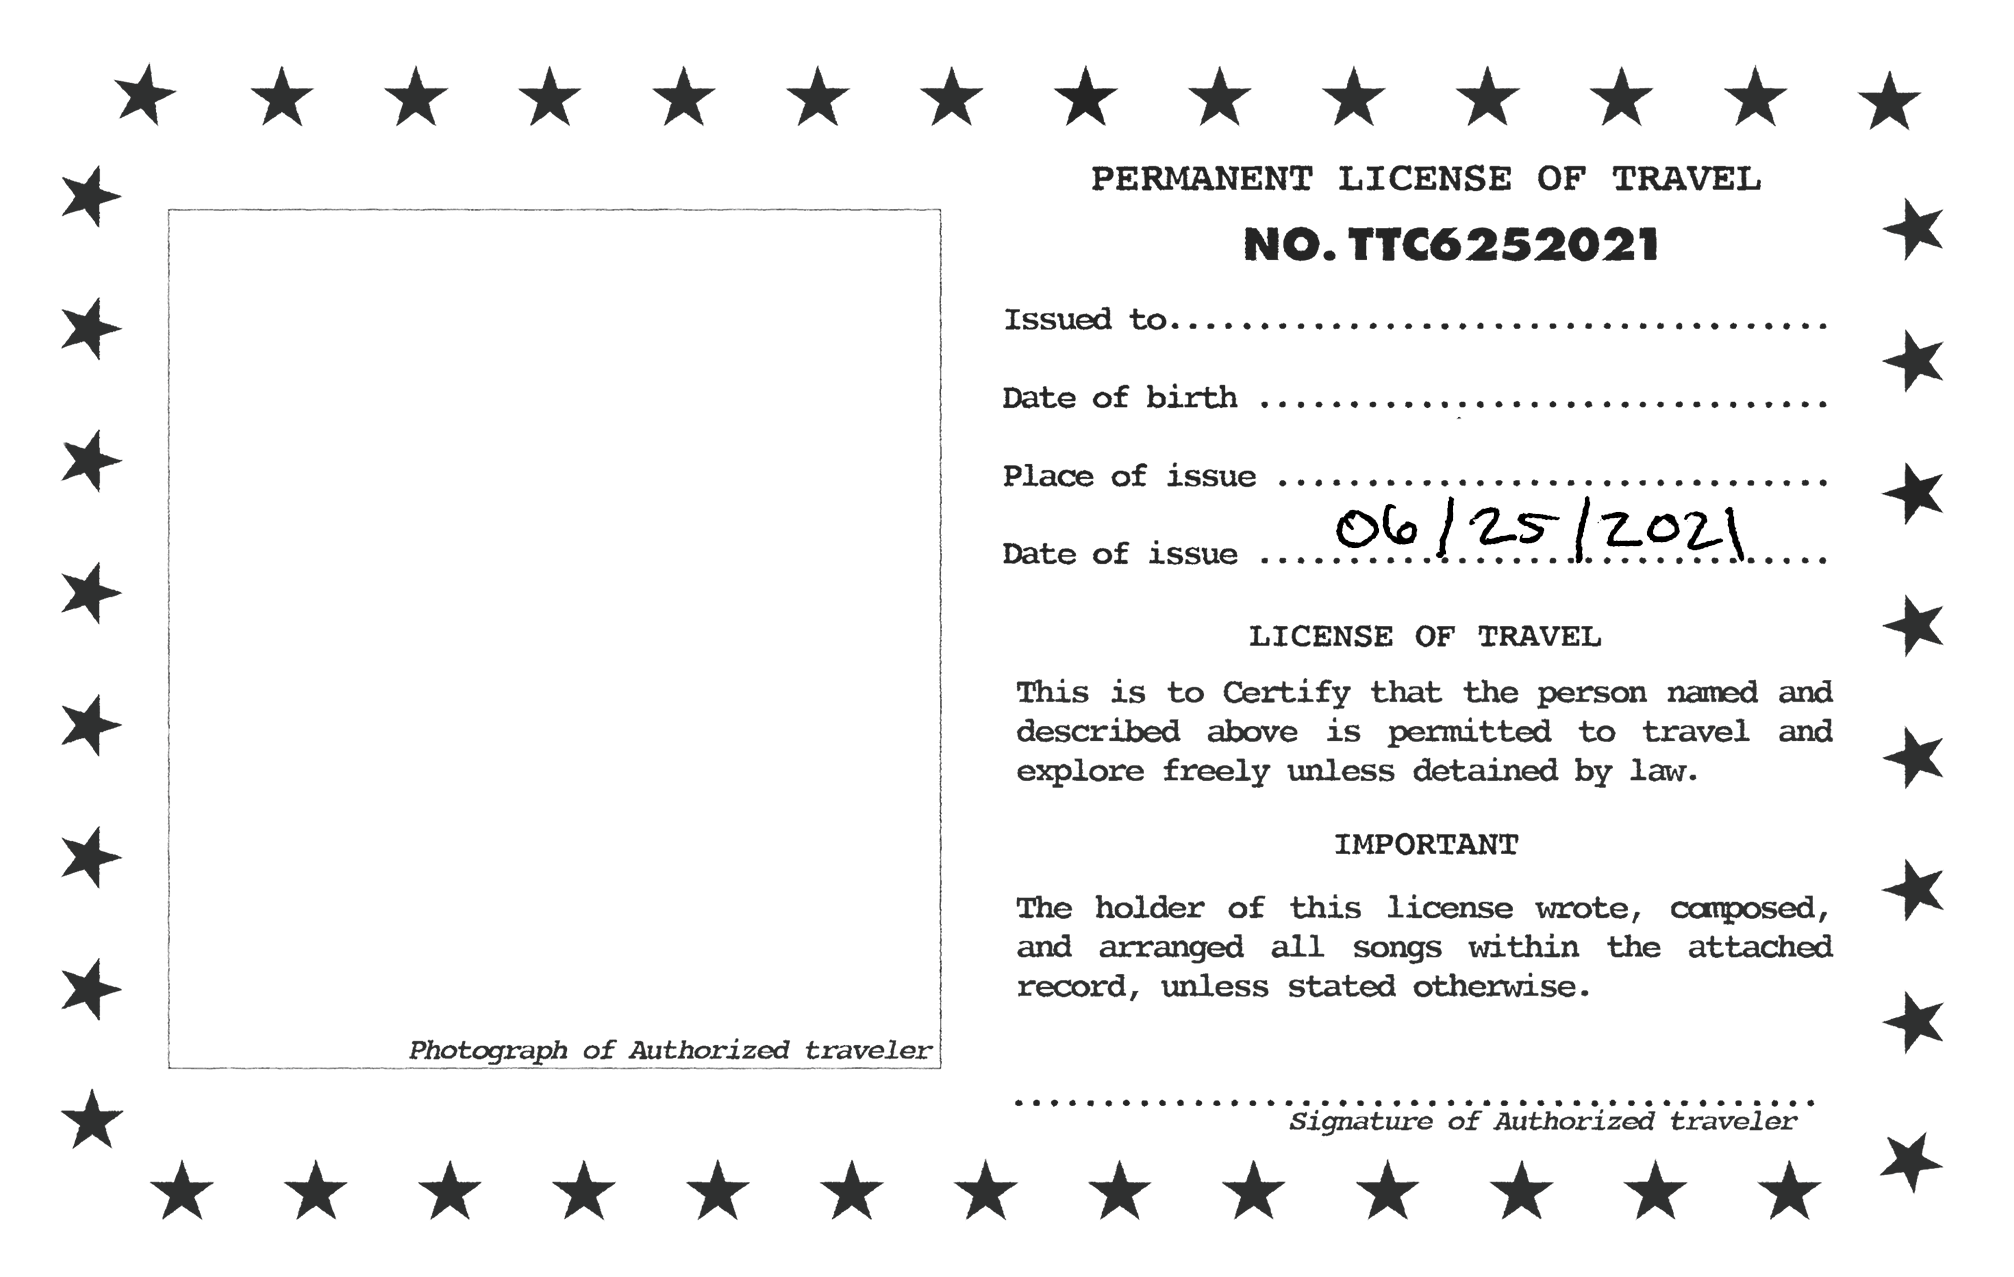 PERMANENT LICENSE OF TRAVEL
NO. TTC6252021
Issued to.....................................
Date of birth ................................
Place of issue ...............................
Date of issue 06/25/2021
LICENSE OF TRAVEL
This is to Certify that the person named and
described above is permitted to travel and
explore freely unless detained by law.
IMPORTANT
The holder of this license wrote, composed,
and arranged all songs within the attached
record, unless stated otherwise.
Photograph of Authorized traveler
Signature of Authorized traveler